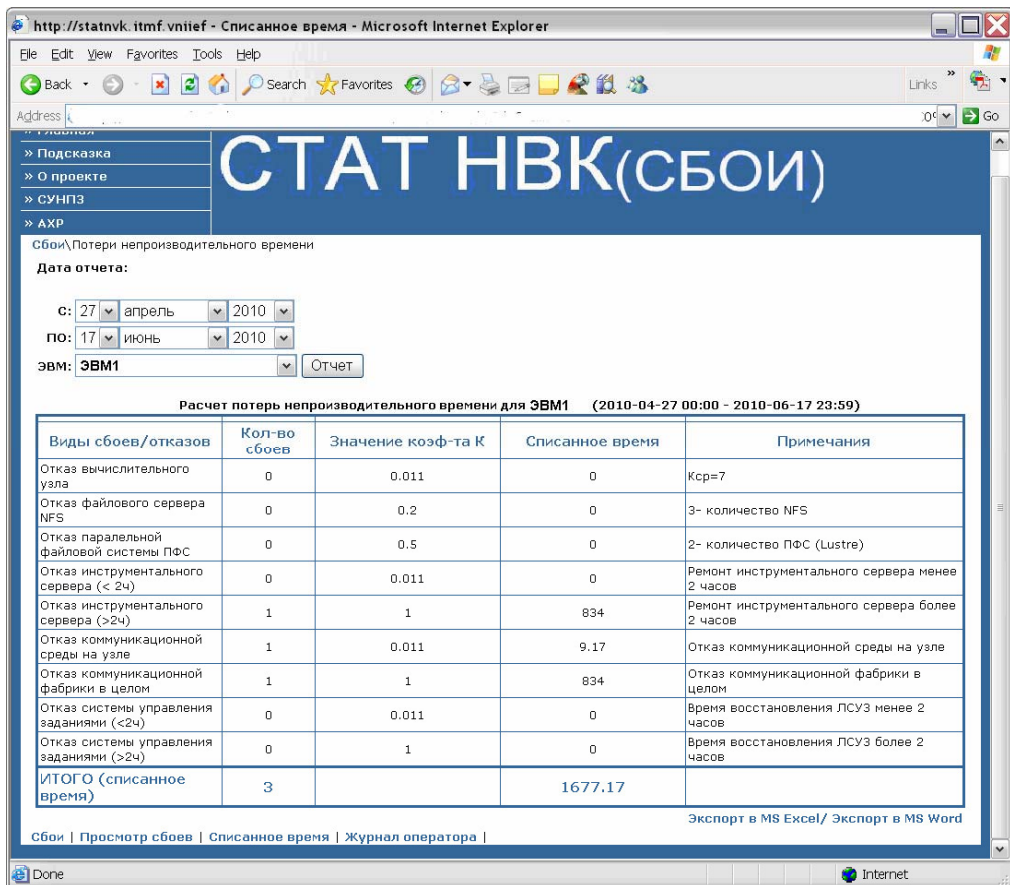 http://statnvk.itmf.vniief - Списанное время - Microsoft Internet Explorer
File Edit View Favorites Tools Help
Back Search Favorites Links »
Address Go
» Главная
» Подсказка
» О проекте
» СУНПЗ
» АХР
СТАТ НВК(СБОИ)
Сбои\Потери непроизводительного времени
Дата отчета:
С: 27 апрель 2010
ПО: 17 июнь 2010
ЭВМ: ЭВМ1 Отчет
Расчет потерь непроизводительного времени для ЭВМ1 (2010-04-27 00:00 - 2010-06-17 23:59)
Виды сбоев/отказов Кол-во сбоев Значение коэф-та К Списанное время Примечания
Отказ вычислительного узла 0 0.011 0 Кср=7
Отказ файлового сервера NFS 0 0.2 0 3- количество NFS
Отказ паралельной файловой системы ПФС 0 0.5 0 2- количество ПФС (Lustre)
Отказ инструментального сервера (< 2ч) 0 0.011 0 Ремонт инструментального сервера менее 2 часов
Отказ инструментального сервера (>2ч) 1 1 834 Ремонт инструментального сервера более 2 часов
Отказ коммуникационной среды на узле 1 0.011 9.17 Отказ коммуникационной среды на узле
Отказ коммуникационной фабрики в целом 1 1 834 Отказ коммуникационной фабрики в целом
Отказ системы управления заданиями (<2ч) 0 0.011 0 Время восстановления ЛСУЗ менее 2 часов
Отказ системы управления заданиями (>2ч) 0 1 0 Время восстановления ЛСУЗ более 2 часов
ИТОГО (списанное время) 3 1677.17
Экспорт в MS Excel/ Экспорт в MS Word
Сбои | Просмотр сбоев | Списанное время | Журнал оператора |
Done Internet